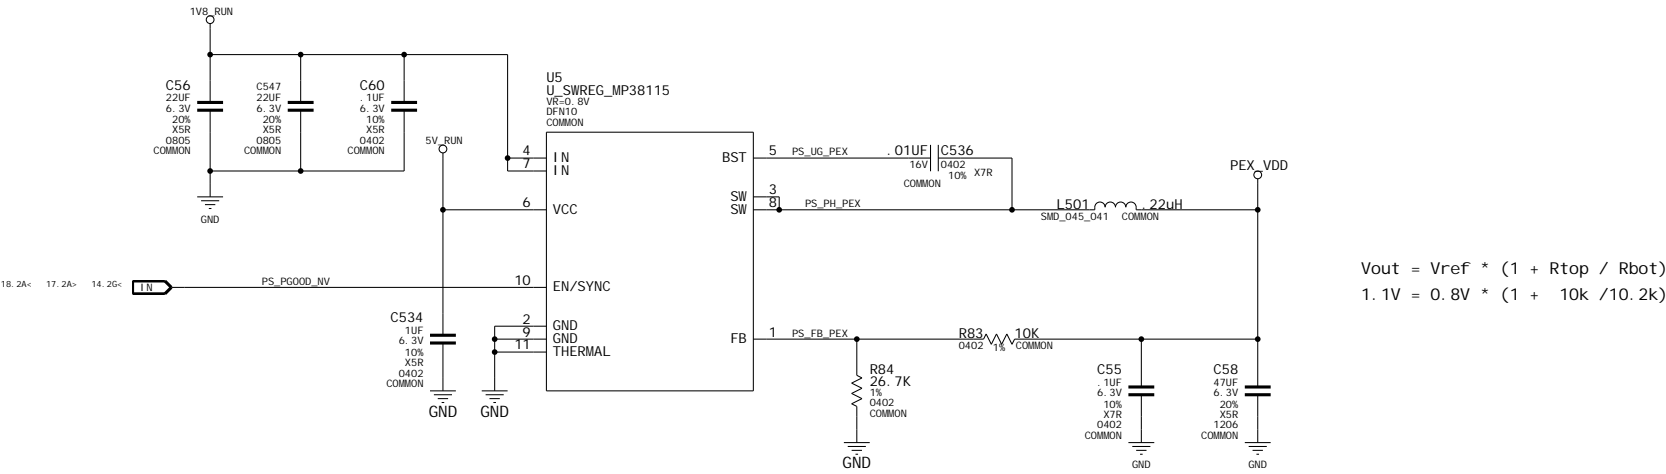 1V8_RUN
C56
22UF
6.3V
20%
X5R
0805
COMMON
C547
22UF
6.3V
20%
X5R
0805
COMMON
C60
.1UF
6.3V
10%
X5R
0402
COMMON
GND
5V_RUN
U5
U_SWREG_MP38115
VR=0.8V
DFN10
COMMON
4 IN
7 IN
6 VCC
10 EN/SYNC
2 GND
9 GND
11 THERMAL
BST 5
SW 3
SW 8
FB 1
PS_UG_PEX
.01UF C536
16V 0402
10% X7R
COMMON
PS_PH_PEX
L501 .22uH
SMD_045_041 COMMON
PEX_VDD
18.2A< 17.2A> 14.2G< IN
PS_PGOOD_NV
C534
1UF
6.3V
10%
X5R
0402
COMMON
GND
GND
PS_FB_PEX
R83 10K
0402 1% COMMON
R84
26.7K
1%
0402
COMMON
GND
C55
.1UF
6.3V
10%
X7R
0402
COMMON
GND
C58
47UF
6.3V
20%
X5R
1206
COMMON
GND
Vout = Vref * (1 + Rtop / Rbot)
1.1V = 0.8V * (1 + 10k /10.2k)